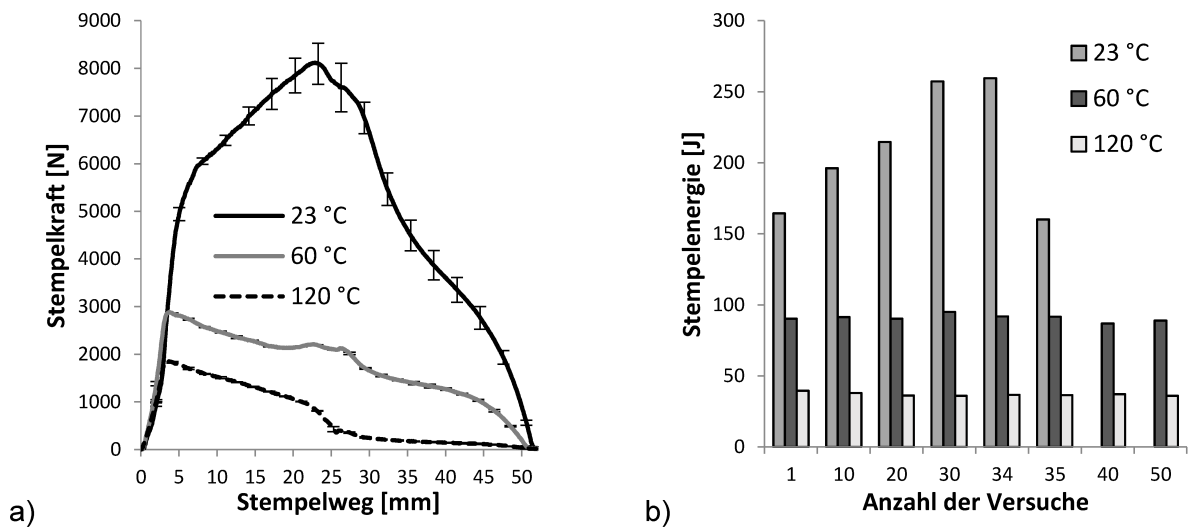 9000
8000
7000
6000
5000
4000
3000
2000
1000
0
Stempelkraft [N]
23 °C
60 °C
120 °C
0 5 10 15 20 25 30 35 40 45 50
Stempelweg [mm]
a)
300
250
200
150
100
50
0
Stempelenergie [J]
23 °C
60 °C
120 °C
1 10 20 30 34 35 40 50
Anzahl der Versuche
b)